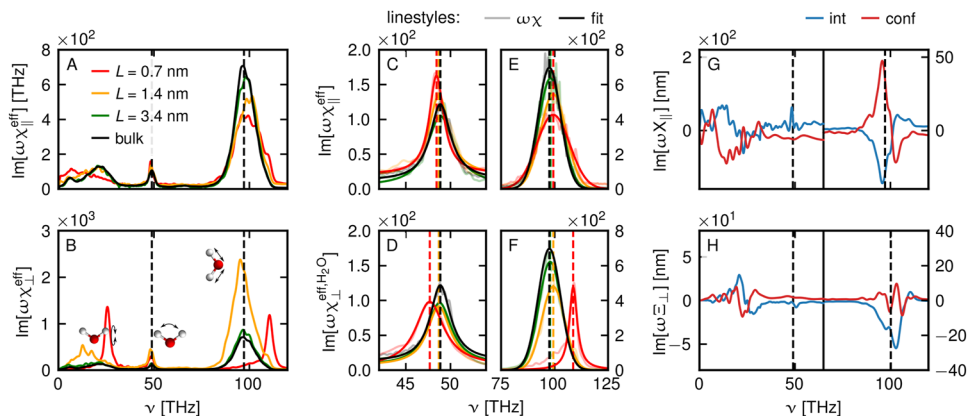 linestyles: ωχ fit
int conf
×10²
A
L = 0.7 nm
L = 1.4 nm
L = 3.4 nm
bulk
Im[ωχ∥^eff] [THz]
8
6
4
2
0
×10²
C
Im[ωχ∥^eff]
2.0
1.5
1.0
0.5
0.0
×10²
E
8
6
4
2
0
×10²
G
Im[ωX∥] [nm]
2
0
50
0
×10³
B
Im[ωχ⊥^eff]
3
2
1
0
0 50 100
ν [THz]
×10²
D
Im[ωχ⊥^eff,H₂O]
2.0
1.5
1.0
0.5
0.0
45 50
×10²
F
8
6
4
2
0
75 100 125
ν [THz]
×10¹
H
Im[ωΞ⊥] [nm]
5
0
−5
40
20
0
−20
−40
0 50 100
ν [THz]